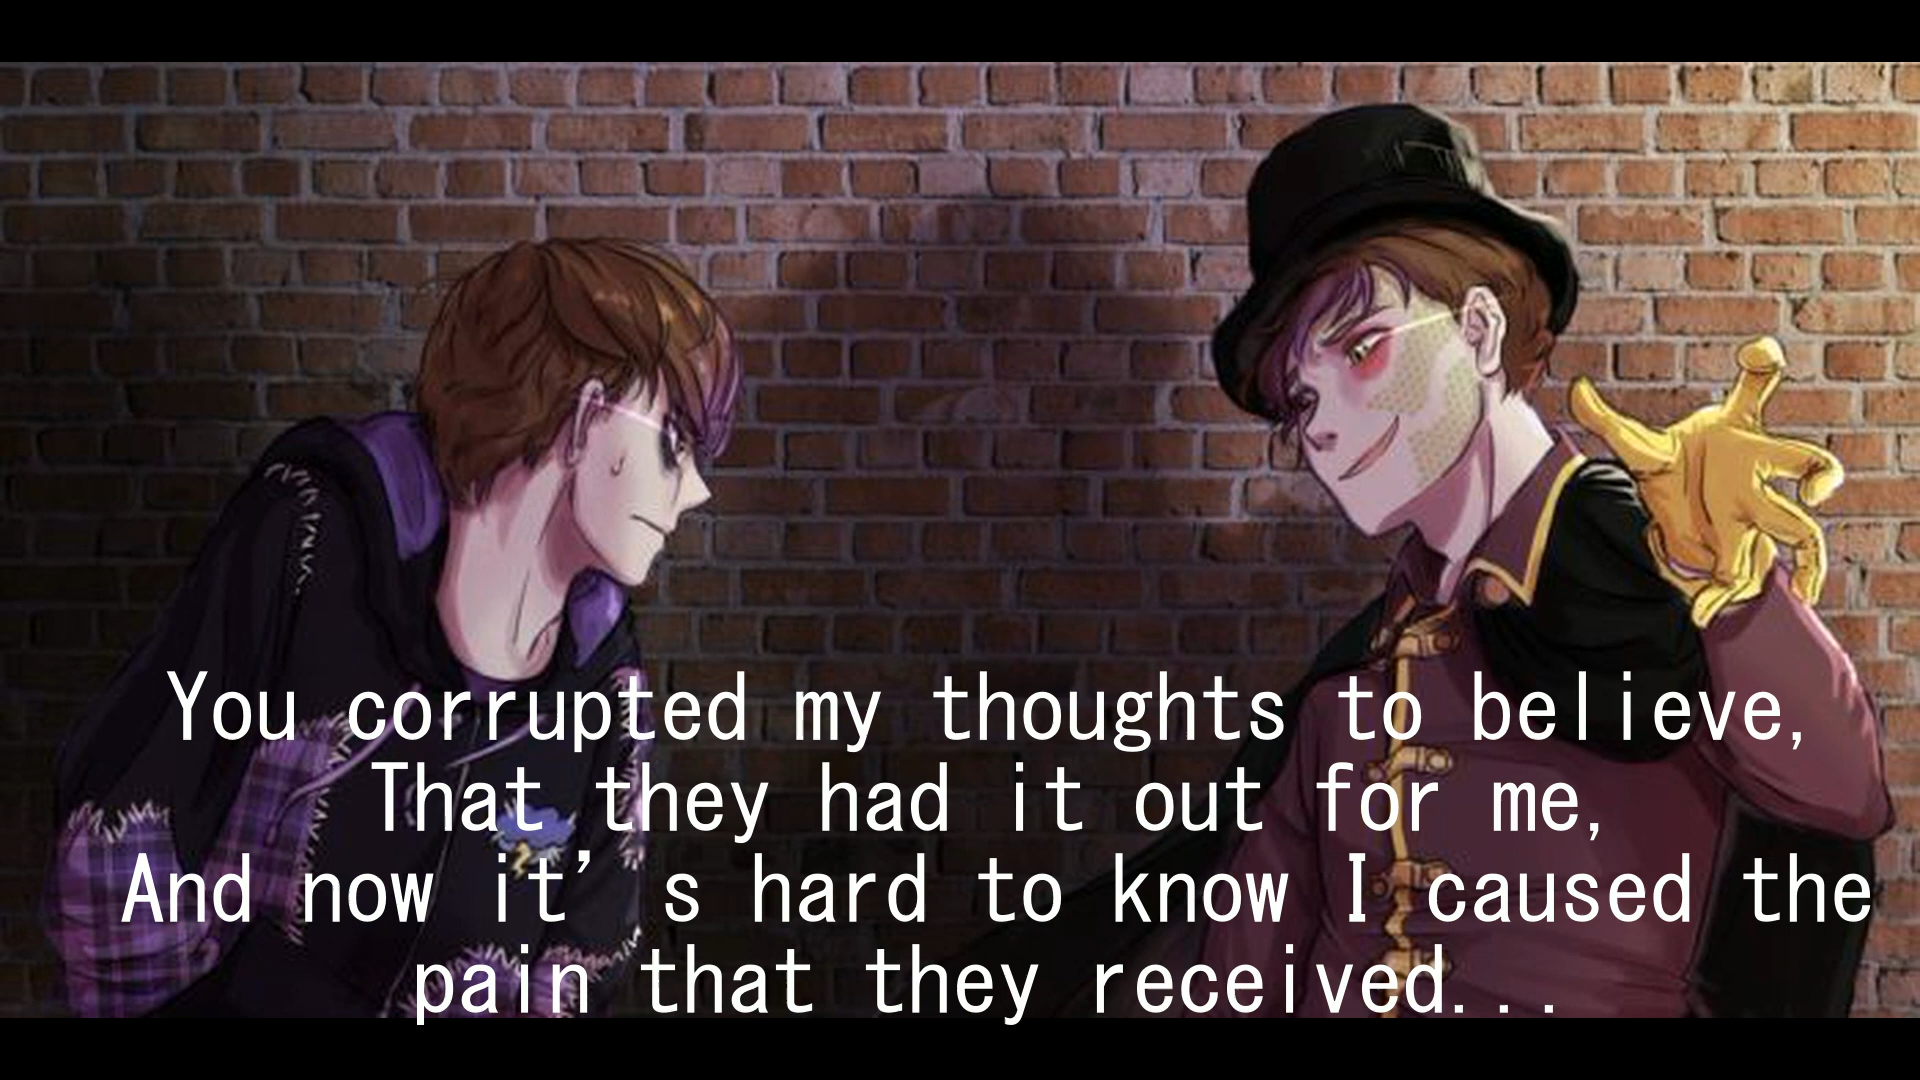 You corrupted my thoughts to believe,
That they had it out for me,
And now it’s hard to know I caused the
pain that they received...